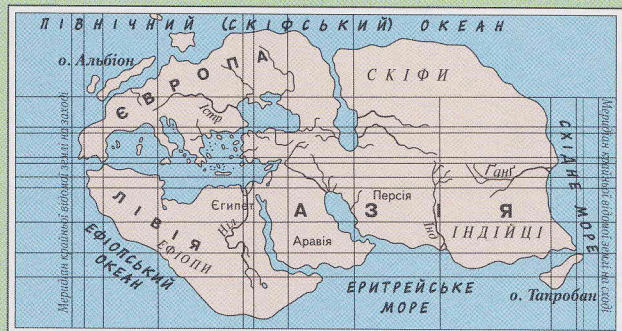 ПІВНІЧНИЙ (СКІФСЬКИЙ) ОКЕАН
о. Альбіон
ЄВРОПА
СКІФИ
Істр
Меридіан крайньої відомої землі на заході
Меридіан крайньої відомої землі на сході
СХІДНЕ МОРЕ
Ганг
ЛІВІЯ
Єгипет
Персія
АЗІЯ
Ніл
Інд
ІНДІЙЦІ
ЕФІОПИ
Аравія
ЕФІОПСЬКИЙ
ОКЕАН
ЕРИТРЕЙСЬКЕ
МОРЕ
о. Тапробан